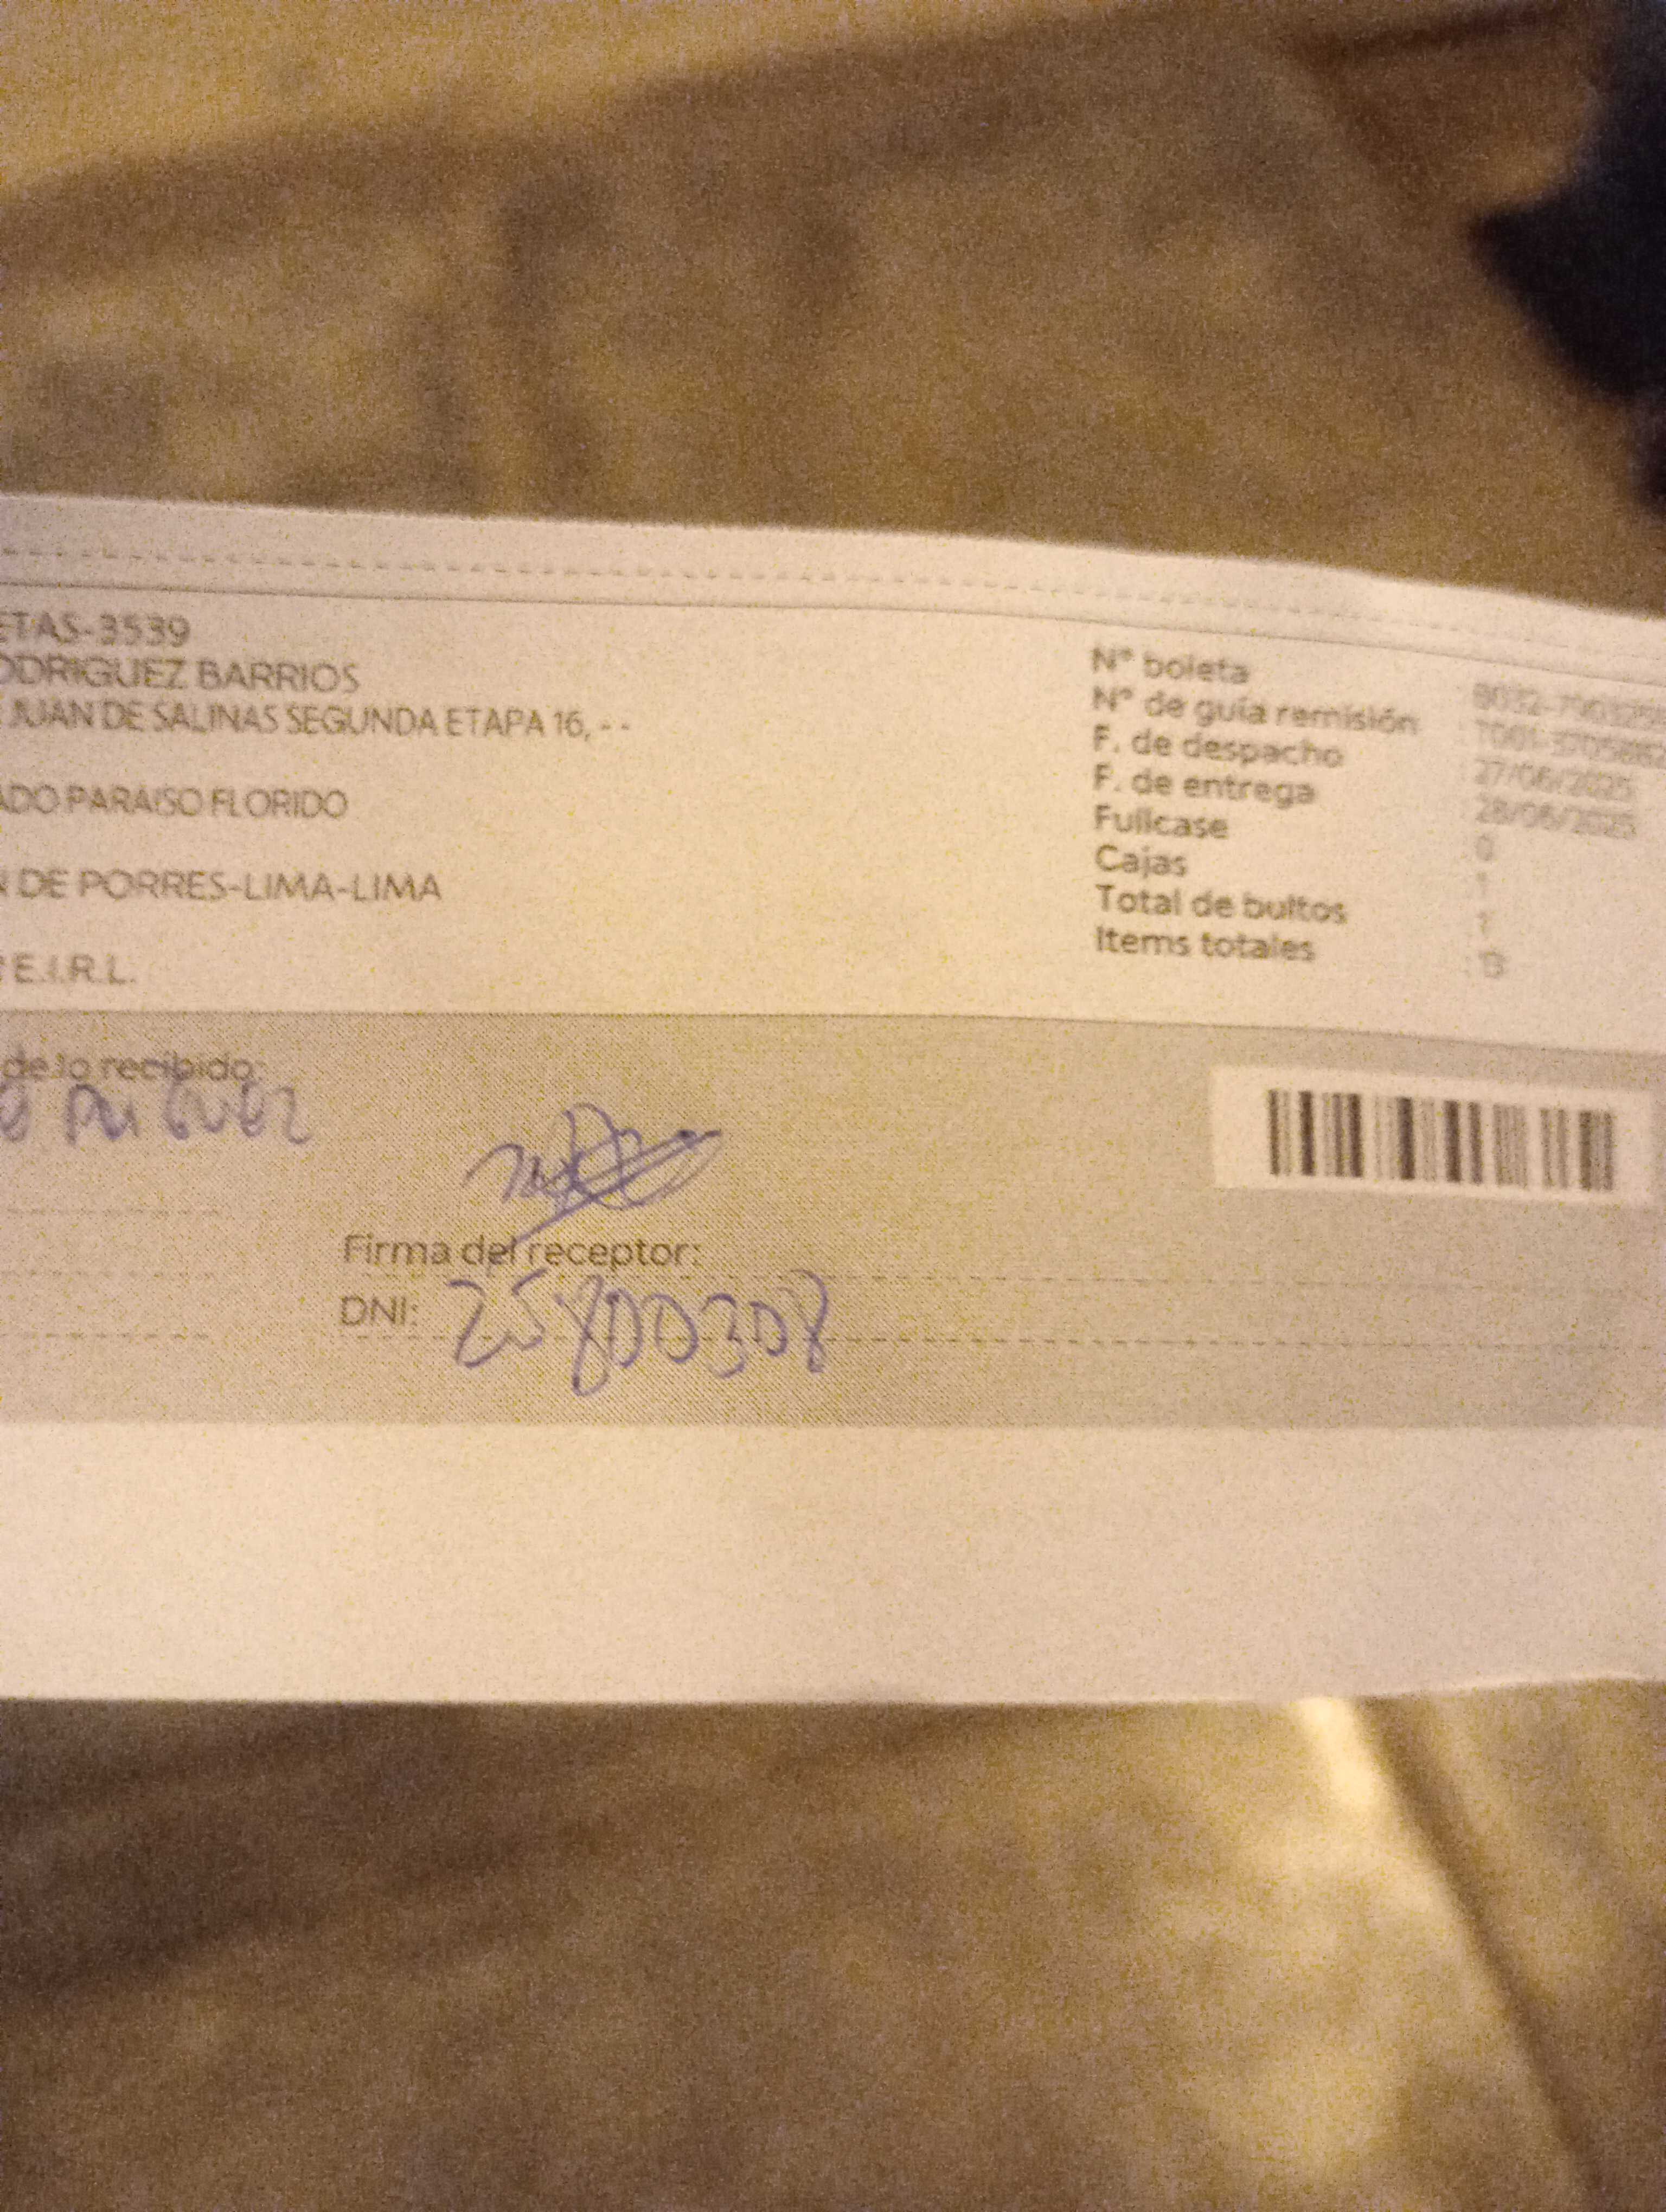 ETAS-3539
ODRIGUEZ BARRIOS
JUAN DE SALINAS SEGUNDA ETAPA 16, - -
ADO PARAISO FLORIDO
N DE PORRES-LIMA-LIMA
E.I.R.L.
N° boleta
N° de guía remisión
F. de despacho : 27/06/2025
F. de entrega : 28/06/2025
Fullcase : 0
Cajas : 1
Total de bultos : 1
Items totales : 13
de lo recibido:
Firma del receptor:
DNI: 25800308